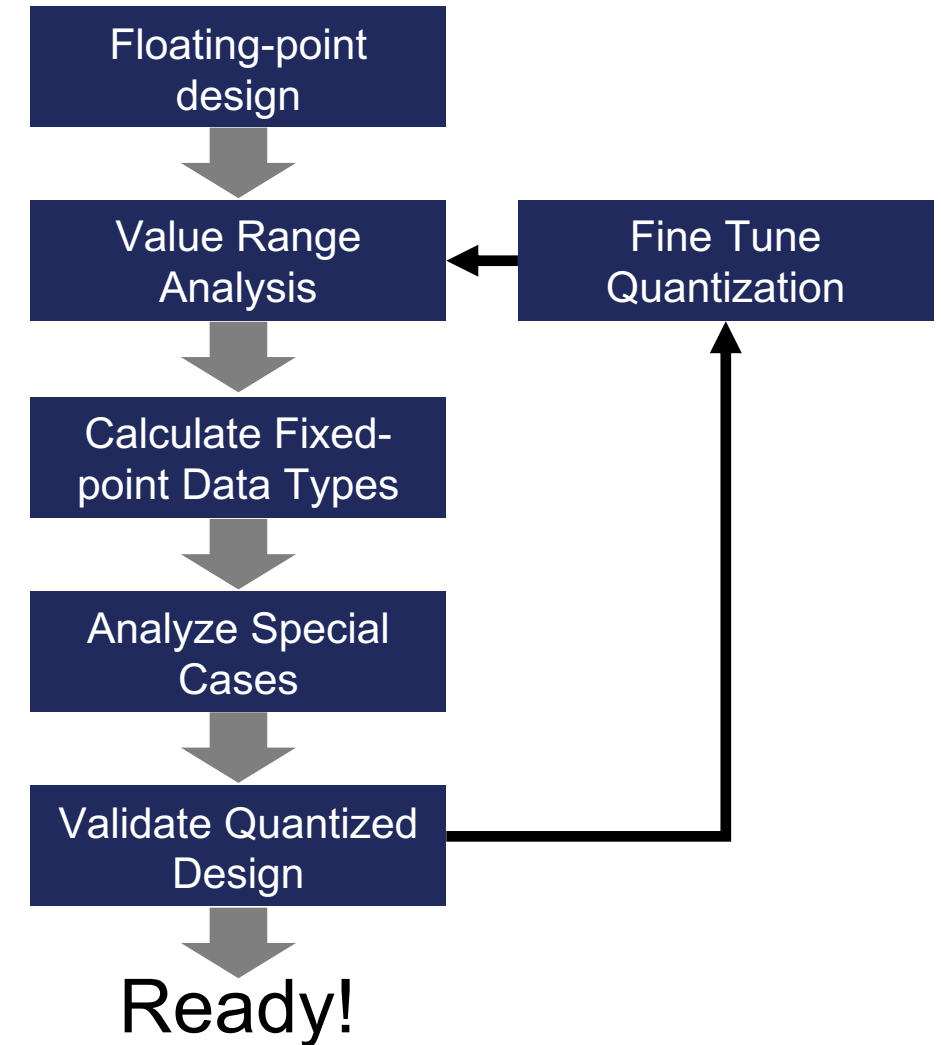 Floating-point
design
Value Range
Analysis
Fine Tune
Quantization
Calculate Fixed-
point Data Types
Analyze Special
Cases
Validate Quantized
Design
Ready!